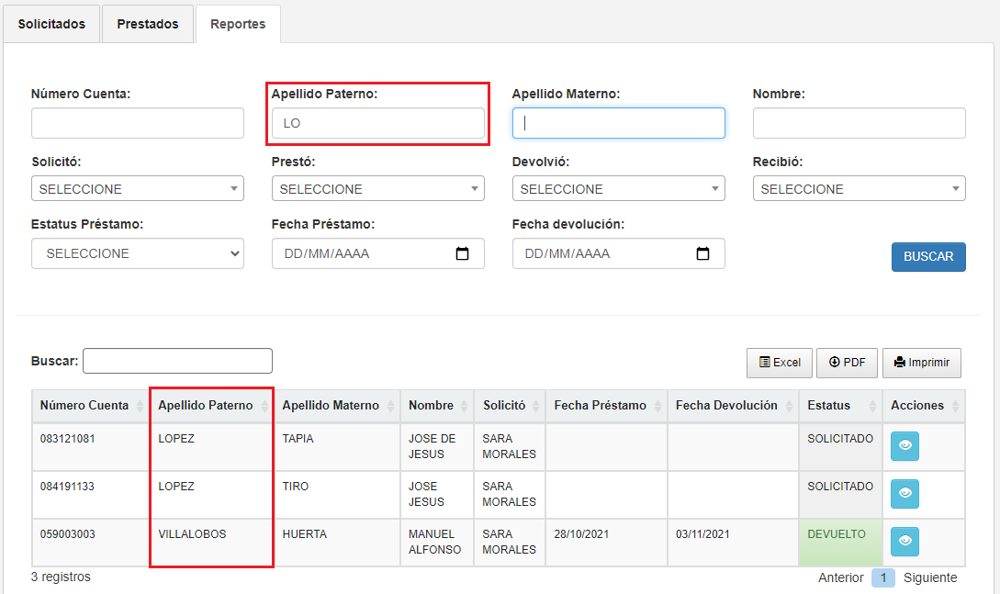 Solicitados Prestados Reportes
Número Cuenta: Apellido Paterno: Apellido Materno: Nombre:
LO
Solicitó: Prestó: Devolvió: Recibió:
SELECCIONE SELECCIONE SELECCIONE SELECCIONE
Estatus Préstamo: Fecha Préstamo: Fecha devolución:
SELECCIONE DD/MM/AAAA DD/MM/AAAA BUSCAR
Buscar: Excel PDF Imprimir
Número Cuenta Apellido Paterno Apellido Materno Nombre Solicitó Fecha Préstamo Fecha Devolución Estatus Acciones
083121081 LOPEZ TAPIA JOSE DE SARA SOLICITADO
JESUS MORALES
084191133 LOPEZ TIRO JOSE SARA SOLICITADO
JESUS MORALES
059003003 VILLALOBOS HUERTA MANUEL SARA 28/10/2021 03/11/2021 DEVUELTO
ALFONSO MORALES
3 registros Anterior 1 Siguiente